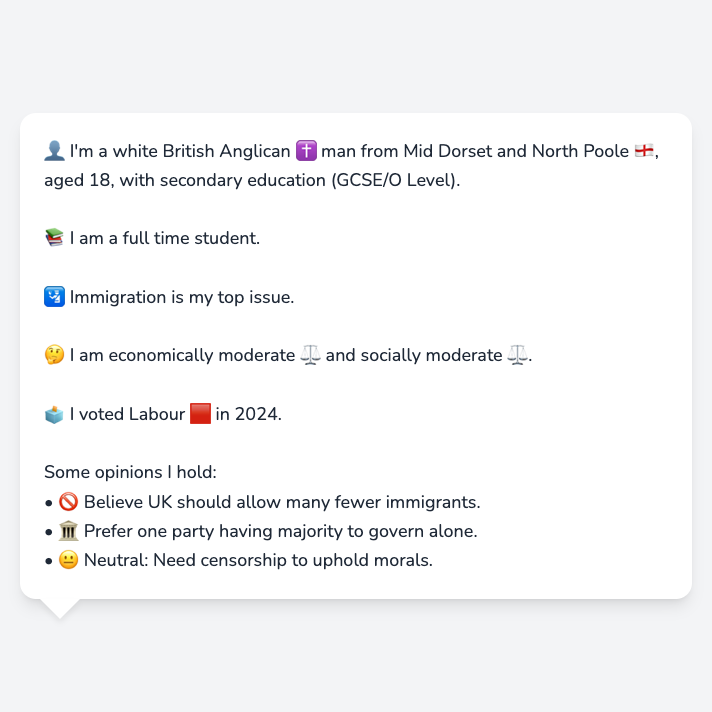 👤 I'm a white British Anglican ✝️ man from Mid Dorset and North Poole 🏴󠁧󠁢󠁥󠁮󠁧󠁿,
aged 18, with secondary education (GCSE/O Level).
📚 I am a full time student.
🛂 Immigration is my top issue.
🤔 I am economically moderate ⚖️ and socially moderate ⚖️.
🗳️ I voted Labour 🟥 in 2024.
Some opinions I hold:
• 🚫 Believe UK should allow many fewer immigrants.
• 🏛️ Prefer one party having majority to govern alone.
• 😐 Neutral: Need censorship to uphold morals.